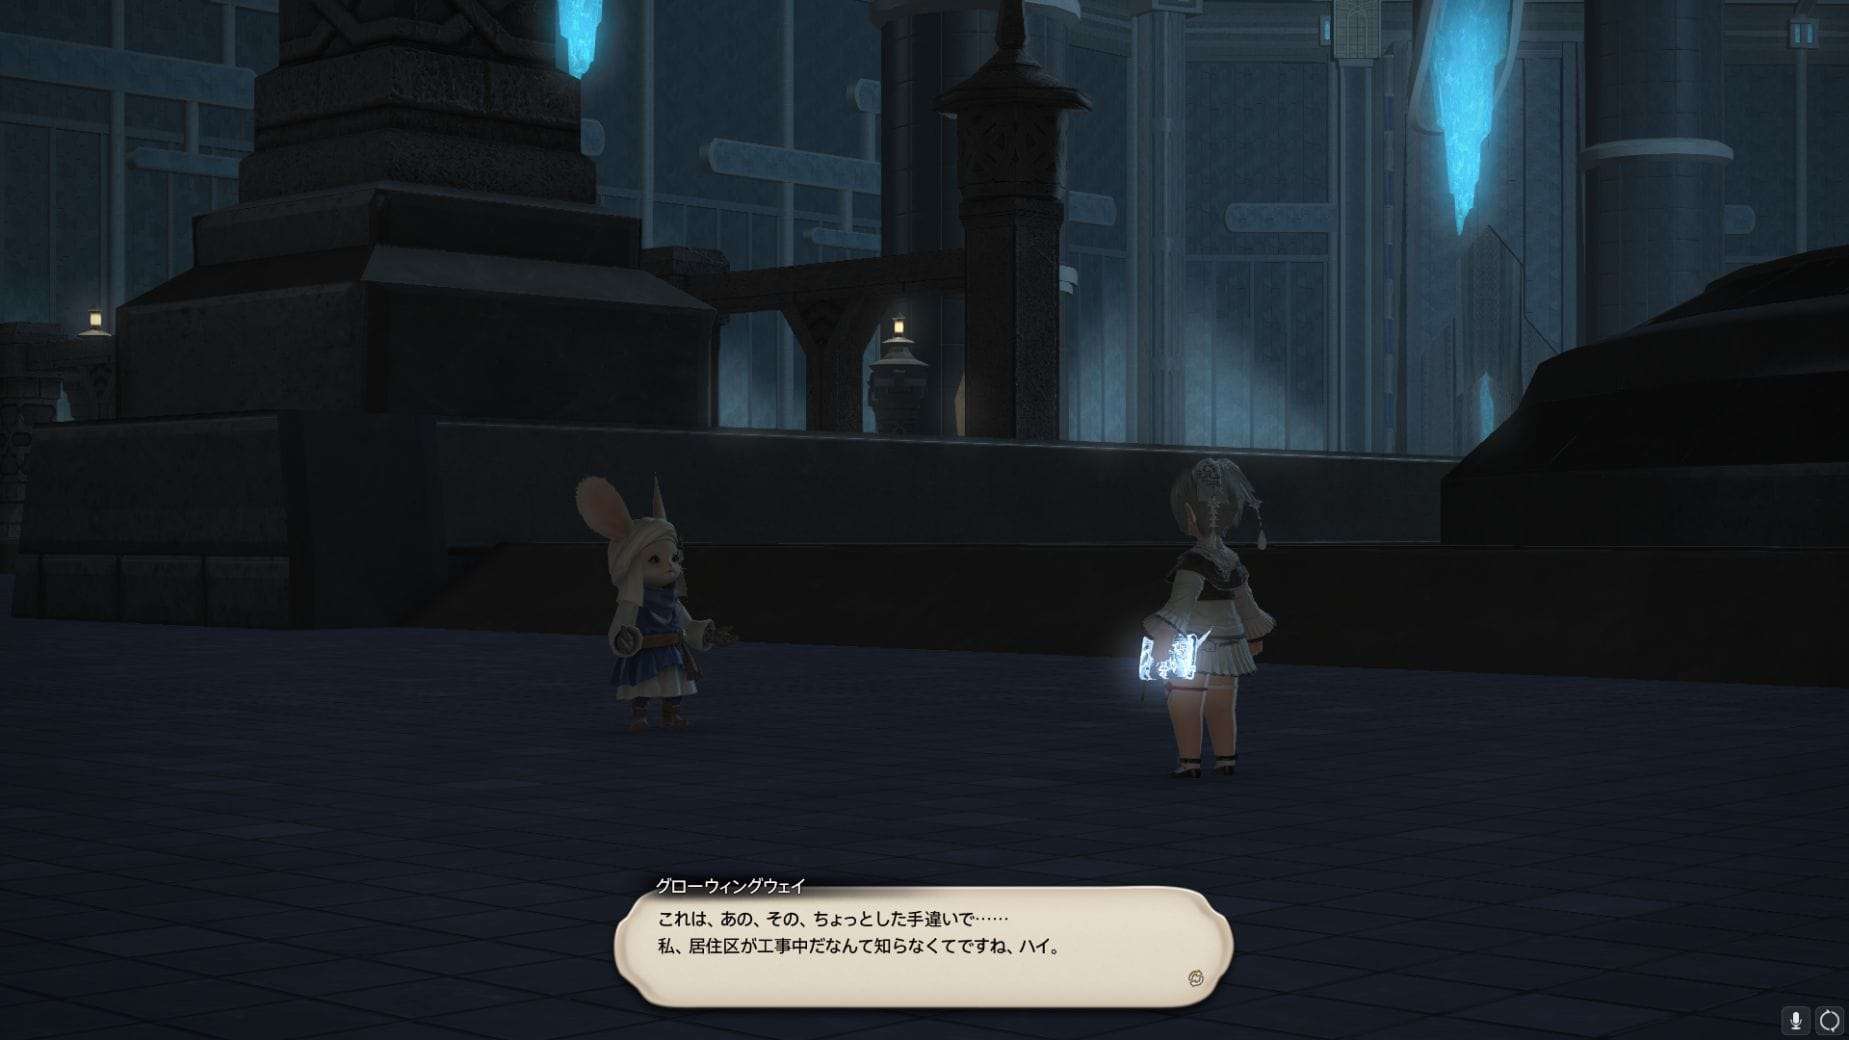 グローウィングウェイ
これは、あの、その、ちょっとした手違いで……
私、居住区が工事中だなんて知らなくてですね、ハイ。